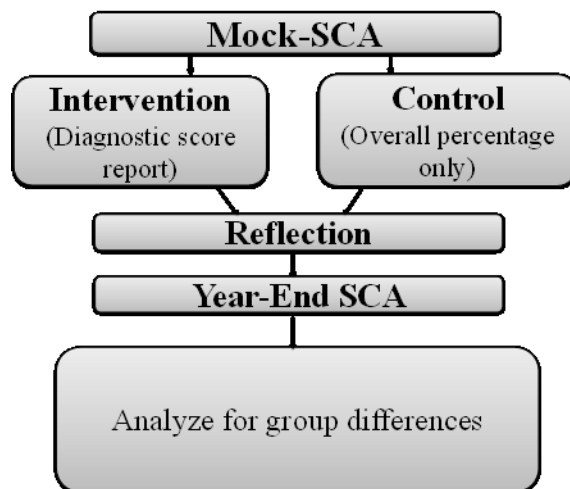 Mock-SCA
Intervention
(Diagnostic score
report)
Control
(Overall percentage
only)
Reflection
Year-End SCA
Analyze for group differences